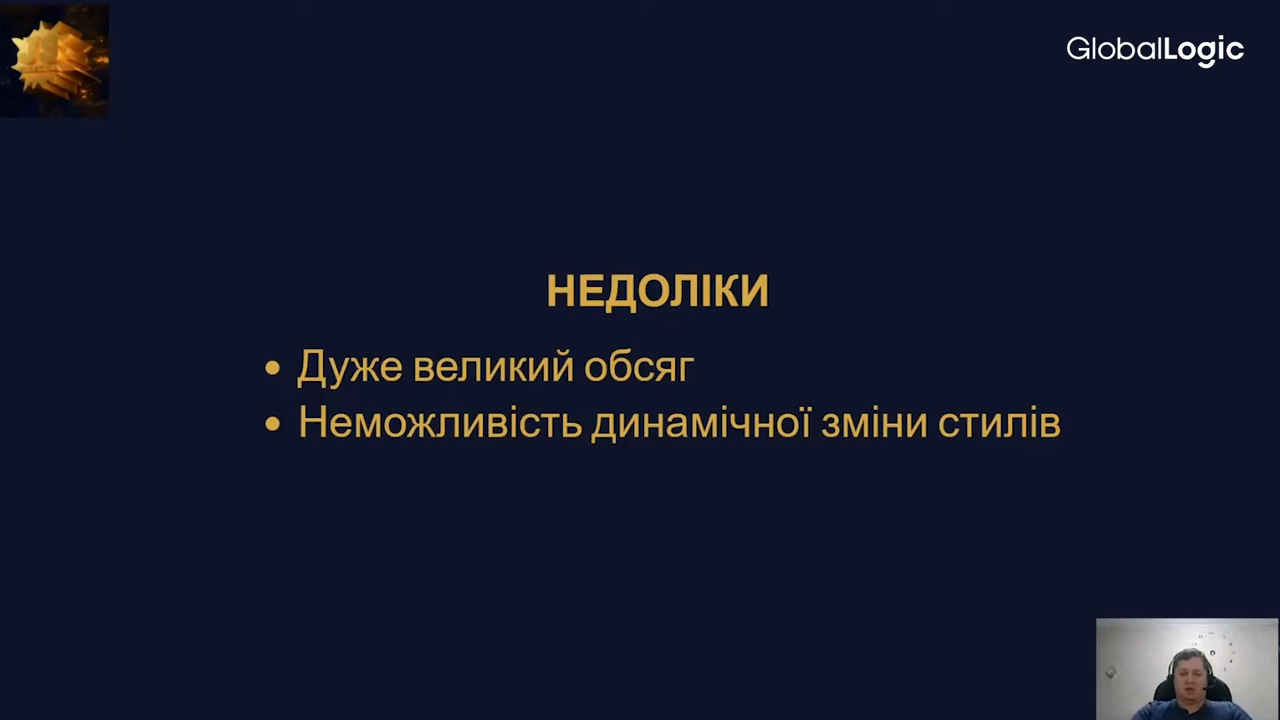 GlobalLogic
НЕДОЛІКИ
• Дуже великий обсяг
• Неможливість динамічної зміни стилів